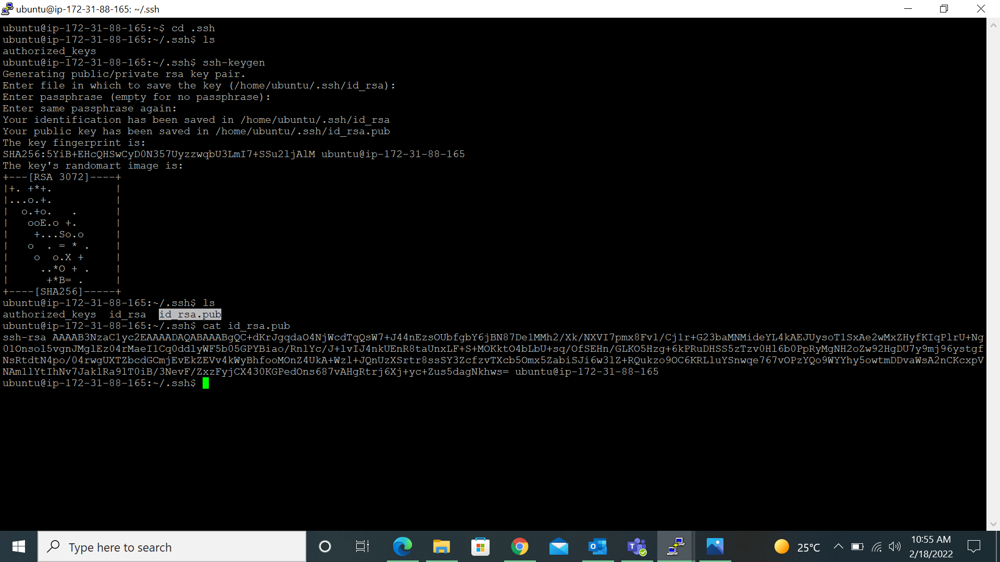 ubuntu@ip-172-31-88-165: ~/.ssh
ubuntu@ip-172-31-88-165:~$ cd .ssh
ubuntu@ip-172-31-88-165:~/.ssh$ ls
authorized_keys
ubuntu@ip-172-31-88-165:~/.ssh$ ssh-keygen
Generating public/private rsa key pair.
Enter file in which to save the key (/home/ubuntu/.ssh/id_rsa):
Enter passphrase (empty for no passphrase):
Enter same passphrase again:
Your identification has been saved in /home/ubuntu/.ssh/id_rsa
Your public key has been saved in /home/ubuntu/.ssh/id_rsa.pub
The key fingerprint is:
SHA256:5YiB+EHcQHSwCyD0N357UyzzwqbU3LmI7+SSu2ljAlM ubuntu@ip-172-31-88-165
The key's randomart image is:
+---[RSA 3072]----+
|+. +*+.          |
|...o.+.          |
|  o.+o.   .      |
|   ooE.o +.      |
|    +...So.o     |
|   o  . = * .    |
|    o  o.X +     |
|     ..*O + .    |
|      +*B= .     |
+----[SHA256]-----+
ubuntu@ip-172-31-88-165:~/.ssh$ ls
authorized_keys  id_rsa  id_rsa.pub
ubuntu@ip-172-31-88-165:~/.ssh$ cat id_rsa.pub
ssh-rsa AAAAB3NzaC1yc2EAAAADAQABAAABgQC+dKrJgqdaO4NjWcdTqQsW7+J44nEzsOUbfgbY6jBN87De1MMh2/Xk/NXVI7pmx8Fv1/Cj1r+G23baMNMideYL4kAEJUysoT1SxAe2wMxZHyfKIqPlrU+Ng
01Onsol5vgnJMglEz04rMaeI1Cq0ddlyWF5b05GPYBiao/RnlYc/J+lvIJ4nkUEnR8taUnxLF+S+MOKktO4bLbU+sq/OfSEHn/GLKO5Hzg+6kPRuDHSS5zTzv0Hl6b0PpRyMgNH2oZw92HgDU7y9mj96ystgf
NsRtdtN4po/04rwgUXTZbcdGCmjEvEkZEVv4kWyBhfooMOnZ4UkA+Wzl+JQnUzXSrtr8ssSY3ZcfzvTXcb5Omx5ZabiSJi6w3lZ+RQukzo9OC6KRLluYSnwqe767vOPzYQo9WYYhy5owtmDDvaWsA2nCKcxpV
NAm1lYtIhNv7JaklRa9lT0iB/3NevF/ZxzFyjCX430KGPedOns687vAHgRtrj6Xj+yc+Zus5dagNkhws= ubuntu@ip-172-31-88-165
ubuntu@ip-172-31-88-165:~/.ssh$
Type here to search
25°C
10:55 AM
2/18/2022